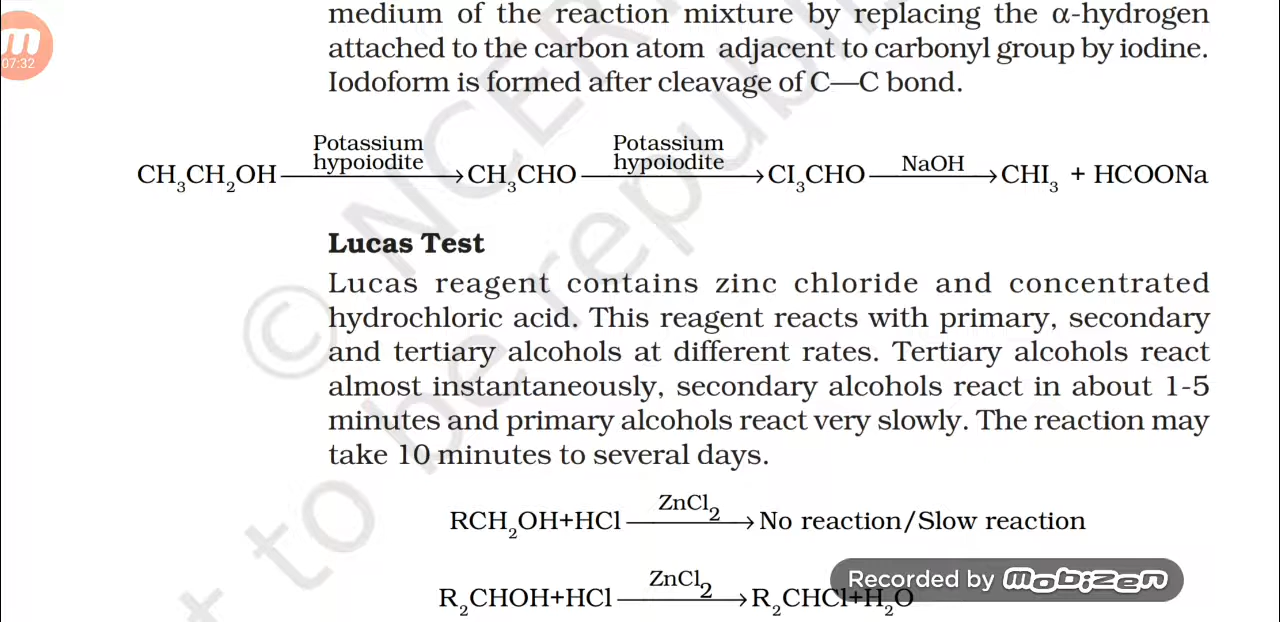 medium of the reaction mixture by replacing the α-hydrogen
attached to the carbon atom adjacent to carbonyl group by iodine.
Iodoform is formed after cleavage of C—C bond.
07:32
Potassium hypoiodite Potassium hypoiodite NaOH
CH₃CH₂OH → CH₃CHO → CI₃CHO → CHI₃ + HCOONa
Lucas Test
Lucas reagent contains zinc chloride and concentrated
hydrochloric acid. This reagent reacts with primary, secondary
and tertiary alcohols at different rates. Tertiary alcohols react
almost instantaneously, secondary alcohols react in about 1-5
minutes and primary alcohols react very slowly. The reaction may
take 10 minutes to several days.
ZnCl₂
RCH₂OH+HCl → No reaction/Slow reaction
ZnCl₂
R₂CHOH+HCl → R₂CHCl+H₂O
Recorded by mobizen
© NCERT
t to be republi